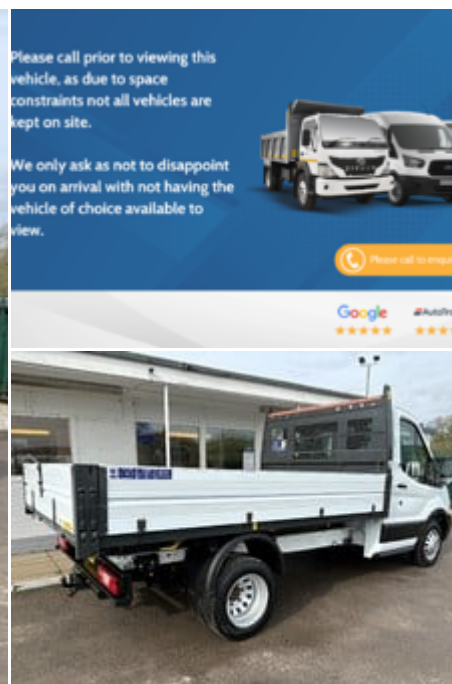 Please call prior to viewing this
vehicle, as due to space
constraints not all vehicles are
kept on site.
We only ask as not to disappoint
you on arrival with not having the
vehicle of choice available to
view.
Please call to enqui
Google
AutoTra